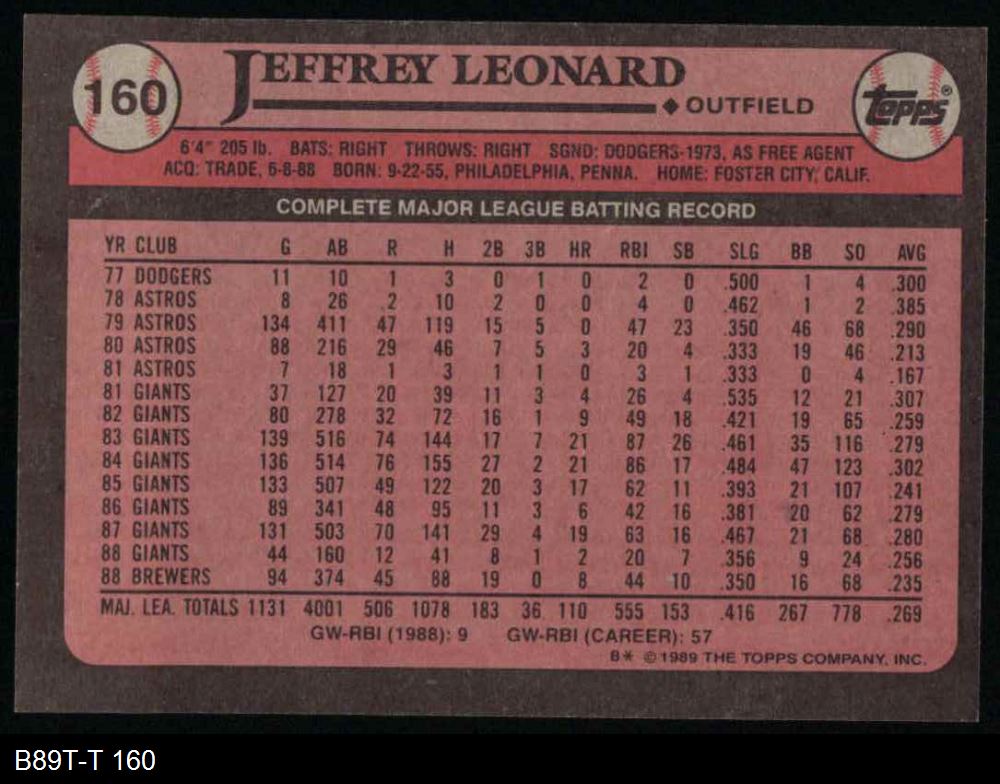 160
JEFFREY LEONARD
◆ OUTFIELD
Topps®
6'4" 205 lb. BATS: RIGHT THROWS: RIGHT SGND: DODGERS-1973, AS FREE AGENT
ACQ: TRADE, 6-8-88 BORN: 9-22-55, PHILADELPHIA, PENNA. HOME: FOSTER CITY, CALIF.
COMPLETE MAJOR LEAGUE BATTING RECORD
YR CLUB G AB R H 2B 3B HR RBI SB SLG BB SO AVG
77 DODGERS 11 10 1 3 0 1 0 2 0 .500 1 4 .300
78 ASTROS 8 26 2 10 2 0 0 4 0 .462 1 2 .385
79 ASTROS 134 411 47 119 15 5 0 47 23 .350 46 68 .290
80 ASTROS 88 216 29 46 7 5 3 20 4 .333 19 46 .213
81 ASTROS 7 18 1 3 1 1 0 3 1 .333 0 4 .167
81 GIANTS 37 127 20 39 11 3 4 26 4 .535 12 21 .307
82 GIANTS 80 278 32 72 16 1 9 49 18 .421 19 65 .259
83 GIANTS 139 516 74 144 17 7 21 87 26 .461 35 116 .279
84 GIANTS 136 514 76 155 27 2 21 86 17 .484 47 123 .302
85 GIANTS 133 507 49 122 20 3 17 62 11 .393 21 107 .241
86 GIANTS 89 341 48 95 11 3 6 42 16 .381 20 62 .279
87 GIANTS 131 503 70 141 29 4 19 63 16 .467 21 68 .280
88 GIANTS 44 160 12 41 8 1 2 20 7 .356 9 24 .256
88 BREWERS 94 374 45 88 19 0 8 44 10 .350 16 68 .235
MAJ. LEA. TOTALS 1131 4001 506 1078 183 36 110 555 153 .416 267 778 .269
GW-RBI (1988): 9 GW-RBI (CAREER): 57
B* © 1989 THE TOPPS COMPANY, INC.
B89T-T 160